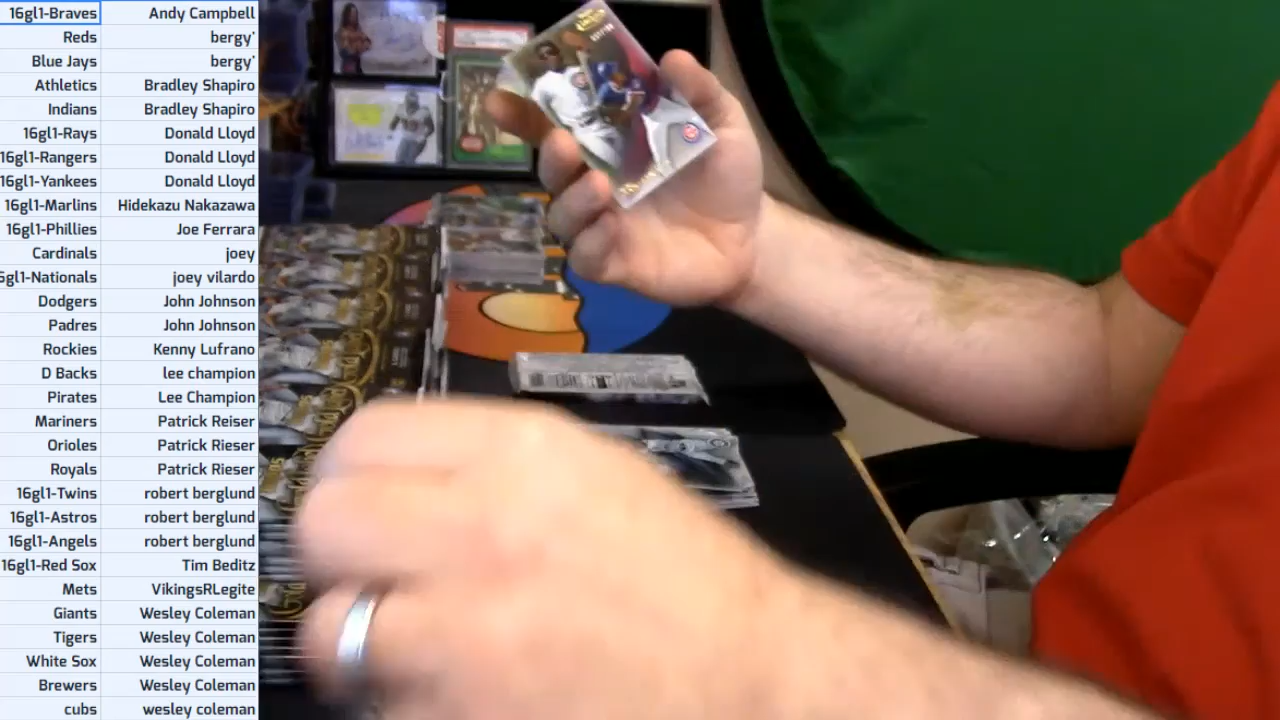 16gl1-Braves Andy Campbell
Reds bergy'
Blue Jays bergy'
Athletics Bradley Shapiro
Indians Bradley Shapiro
16gl1-Rays Donald Lloyd
16gl1-Rangers Donald Lloyd
16gl1-Yankees Donald Lloyd
16gl1-Marlins Hidekazu Nakazawa
16gl1-Phillies Joe Ferrara
Cardinals joey
6gl1-Nationals joey vilardo
Dodgers John Johnson
Padres John Johnson
Rockies Kenny Lufrano
D Backs lee champion
Pirates Lee Champion
Mariners Patrick Reiser
Orioles Patrick Rieser
Royals Patrick Rieser
16gl1-Twins robert berglund
16gl1-Astros robert berglund
16gl1-Angels robert berglund
16gl1-Red Sox Tim Beditz
Mets VikingsRLegite
Giants Wesley Coleman
Tigers Wesley Coleman
White Sox Wesley Coleman
Brewers Wesley Coleman
cubs wesley coleman